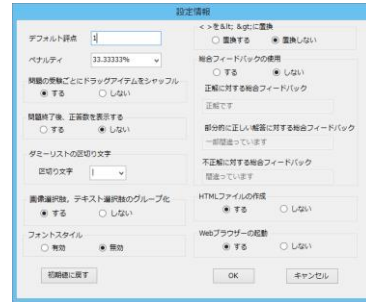 設定情報
デフォルト評点 1
ペナルティ 33.33333%
問題の受験ごとにドラッグアイテムをシャッフル
する しない
問題終了後、正答数を表示する
する しない
ダミーリストの区切り文字
区切り文字 |
画像選択肢，テキスト選択肢のグループ化
する しない
フォントスタイル
有効 無効
初期値に戻す
< >を&lt; &gt;に置換
置換する 置換しない
総合フィードバックの使用
する しない
正解に対する総合フィードバック
正解です
部分的に正しい解答に対する総合フィードバック
一部間違っています
不正解に対する総合フィードバック
間違っています
HTMLファイルの作成
する しない
Webブラウザーの起動
する しない
OK キャンセル